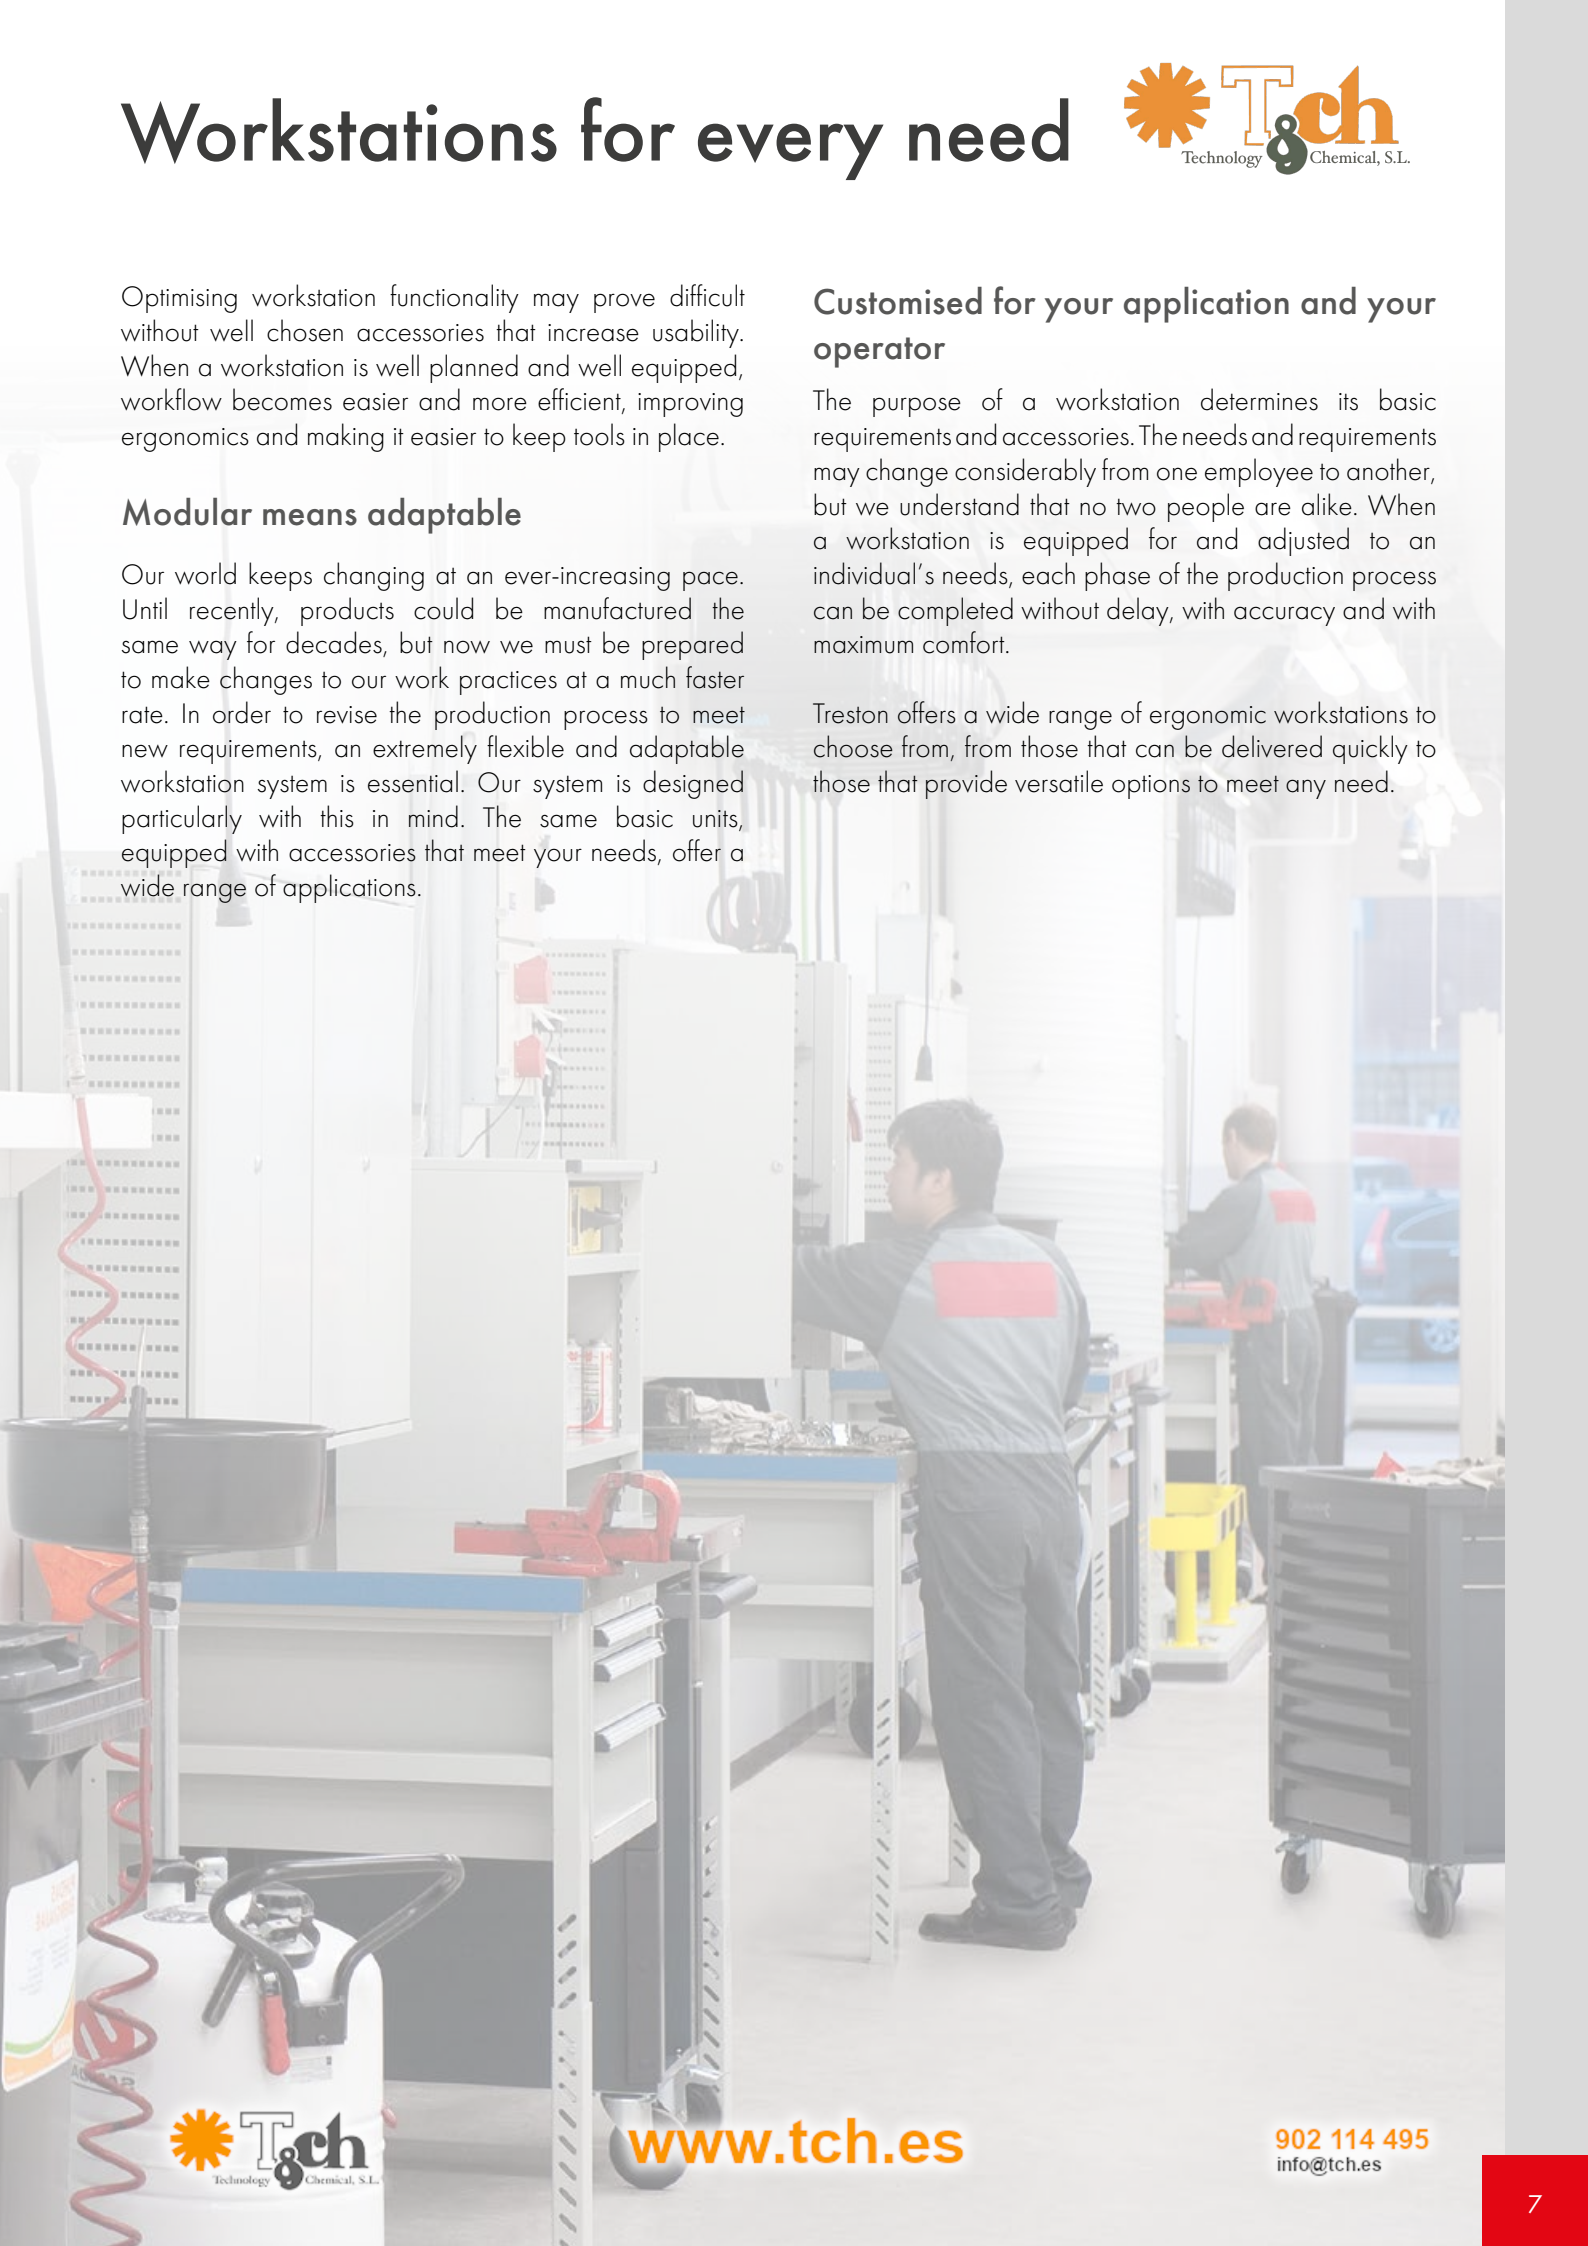 Workstations for every need
Tch
Technology & Chemical, S.L.
Optimising workstation functionality may prove difficult
without well chosen accessories that increase usability.
When a workstation is well planned and well equipped,
workflow becomes easier and more efficient, improving
ergonomics and making it easier to keep tools in place.
Modular means adaptable
Our world keeps changing at an ever-increasing pace.
Until recently, products could be manufactured the
same way for decades, but now we must be prepared
to make changes to our work practices at a much faster
rate. In order to revise the production process to meet
new requirements, an extremely flexible and adaptable
workstation system is essential. Our system is designed
particularly with this in mind. The same basic units,
equipped with accessories that meet your needs, offer a
wide range of applications.
Customised for your application and your
operator
The purpose of a workstation determines its basic
requirements and accessories. The needs and requirements
may change considerably from one employee to another,
but we understand that no two people are alike. When
a workstation is equipped for and adjusted to an
individual's needs, each phase of the production process
can be completed without delay, with accuracy and with
maximum comfort.
Treston offers a wide range of ergonomic workstations to
choose from, from those that can be delivered quickly to
those that provide versatile options to meet any need.
Tch
Technology & Chemical, S.L.
www.tch.es
902 114 495
info@tch.es
7